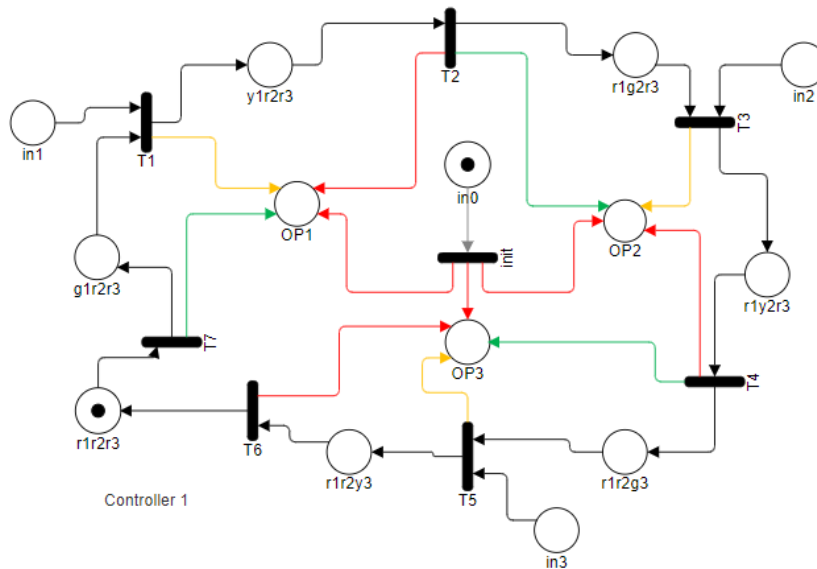 T2
y1r2r3
r1g2r3
in2
in1
T1
T3
in0
OP1
OP2
init
g1r2r3
r1y2r3
T7
OP3
T4
r1r2r3
T6
r1r2y3
r1r2g3
T5
Controller 1
in3